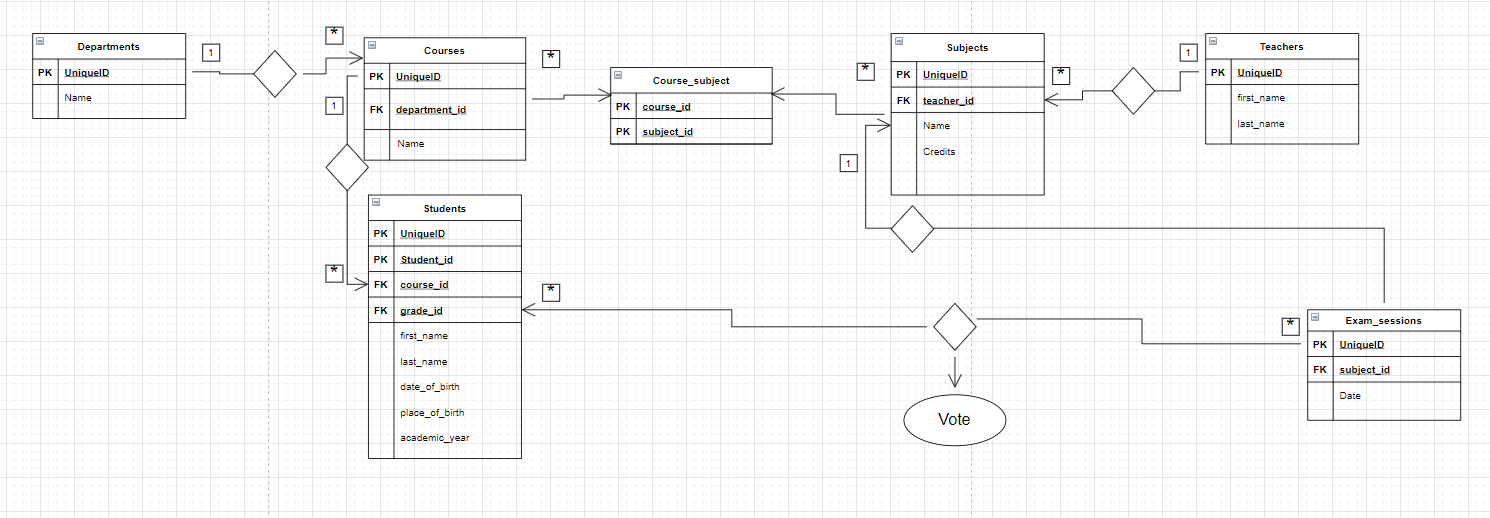 Departments
PK UniqueID
Name
1
*
Courses
PK UniqueID
FK department_id
Name
*
1
Course_subject
PK course_id
PK subject_id
*
Subjects
PK UniqueID
FK teacher_id
Name
Credits
*
1
Teachers
PK UniqueID
first_name
last_name
1
Students
PK UniqueID
PK Student_id
FK course_id
FK grade_id
first_name
last_name
date_of_birth
place_of_birth
academic_year
*
*
Vote
*
Exam_sessions
PK UniqueID
FK subject_id
Date